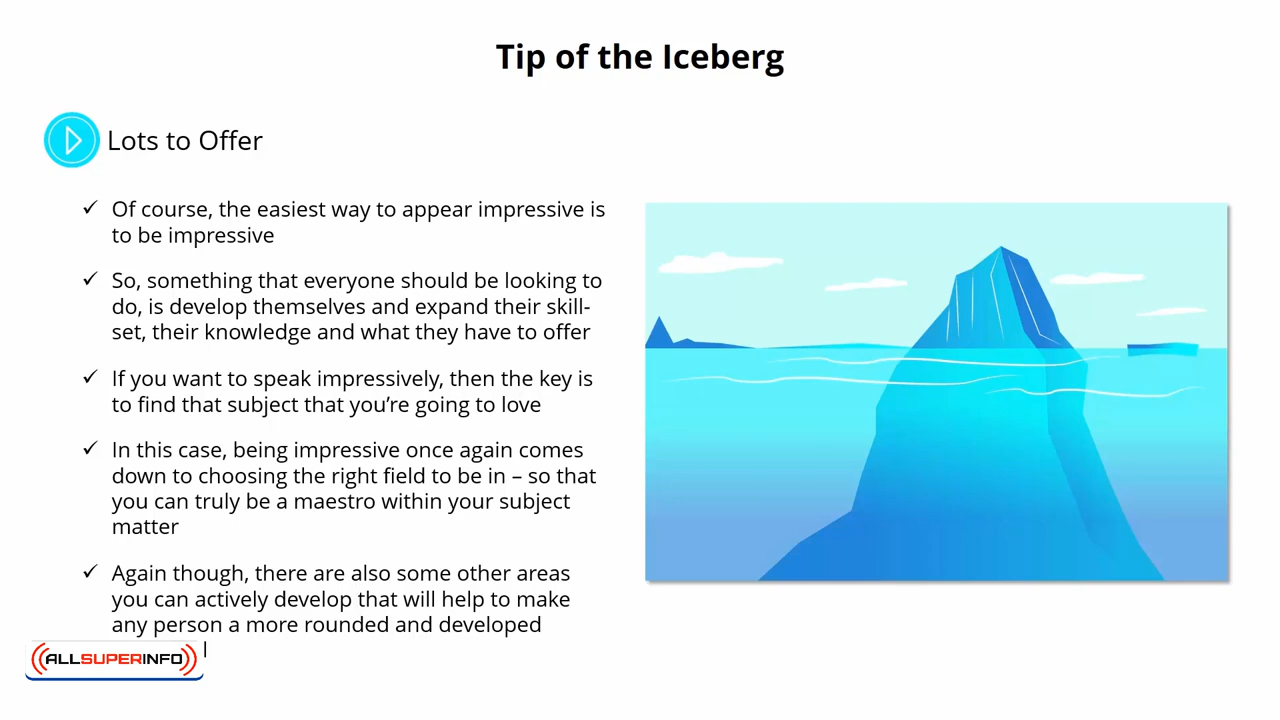 Tip of the Iceberg
Lots to Offer
✓ Of course, the easiest way to appear impressive is
to be impressive
✓ So, something that everyone should be looking to
do, is develop themselves and expand their skill-
set, their knowledge and what they have to offer
✓ If you want to speak impressively, then the key is
to find that subject that you’re going to love
✓ In this case, being impressive once again comes
down to choosing the right field to be in – so that
you can truly be a maestro within your subject
matter
✓ Again though, there are also some other areas
you can actively develop that will help to make
any person a more rounded and developed
ALLSUPERINFO